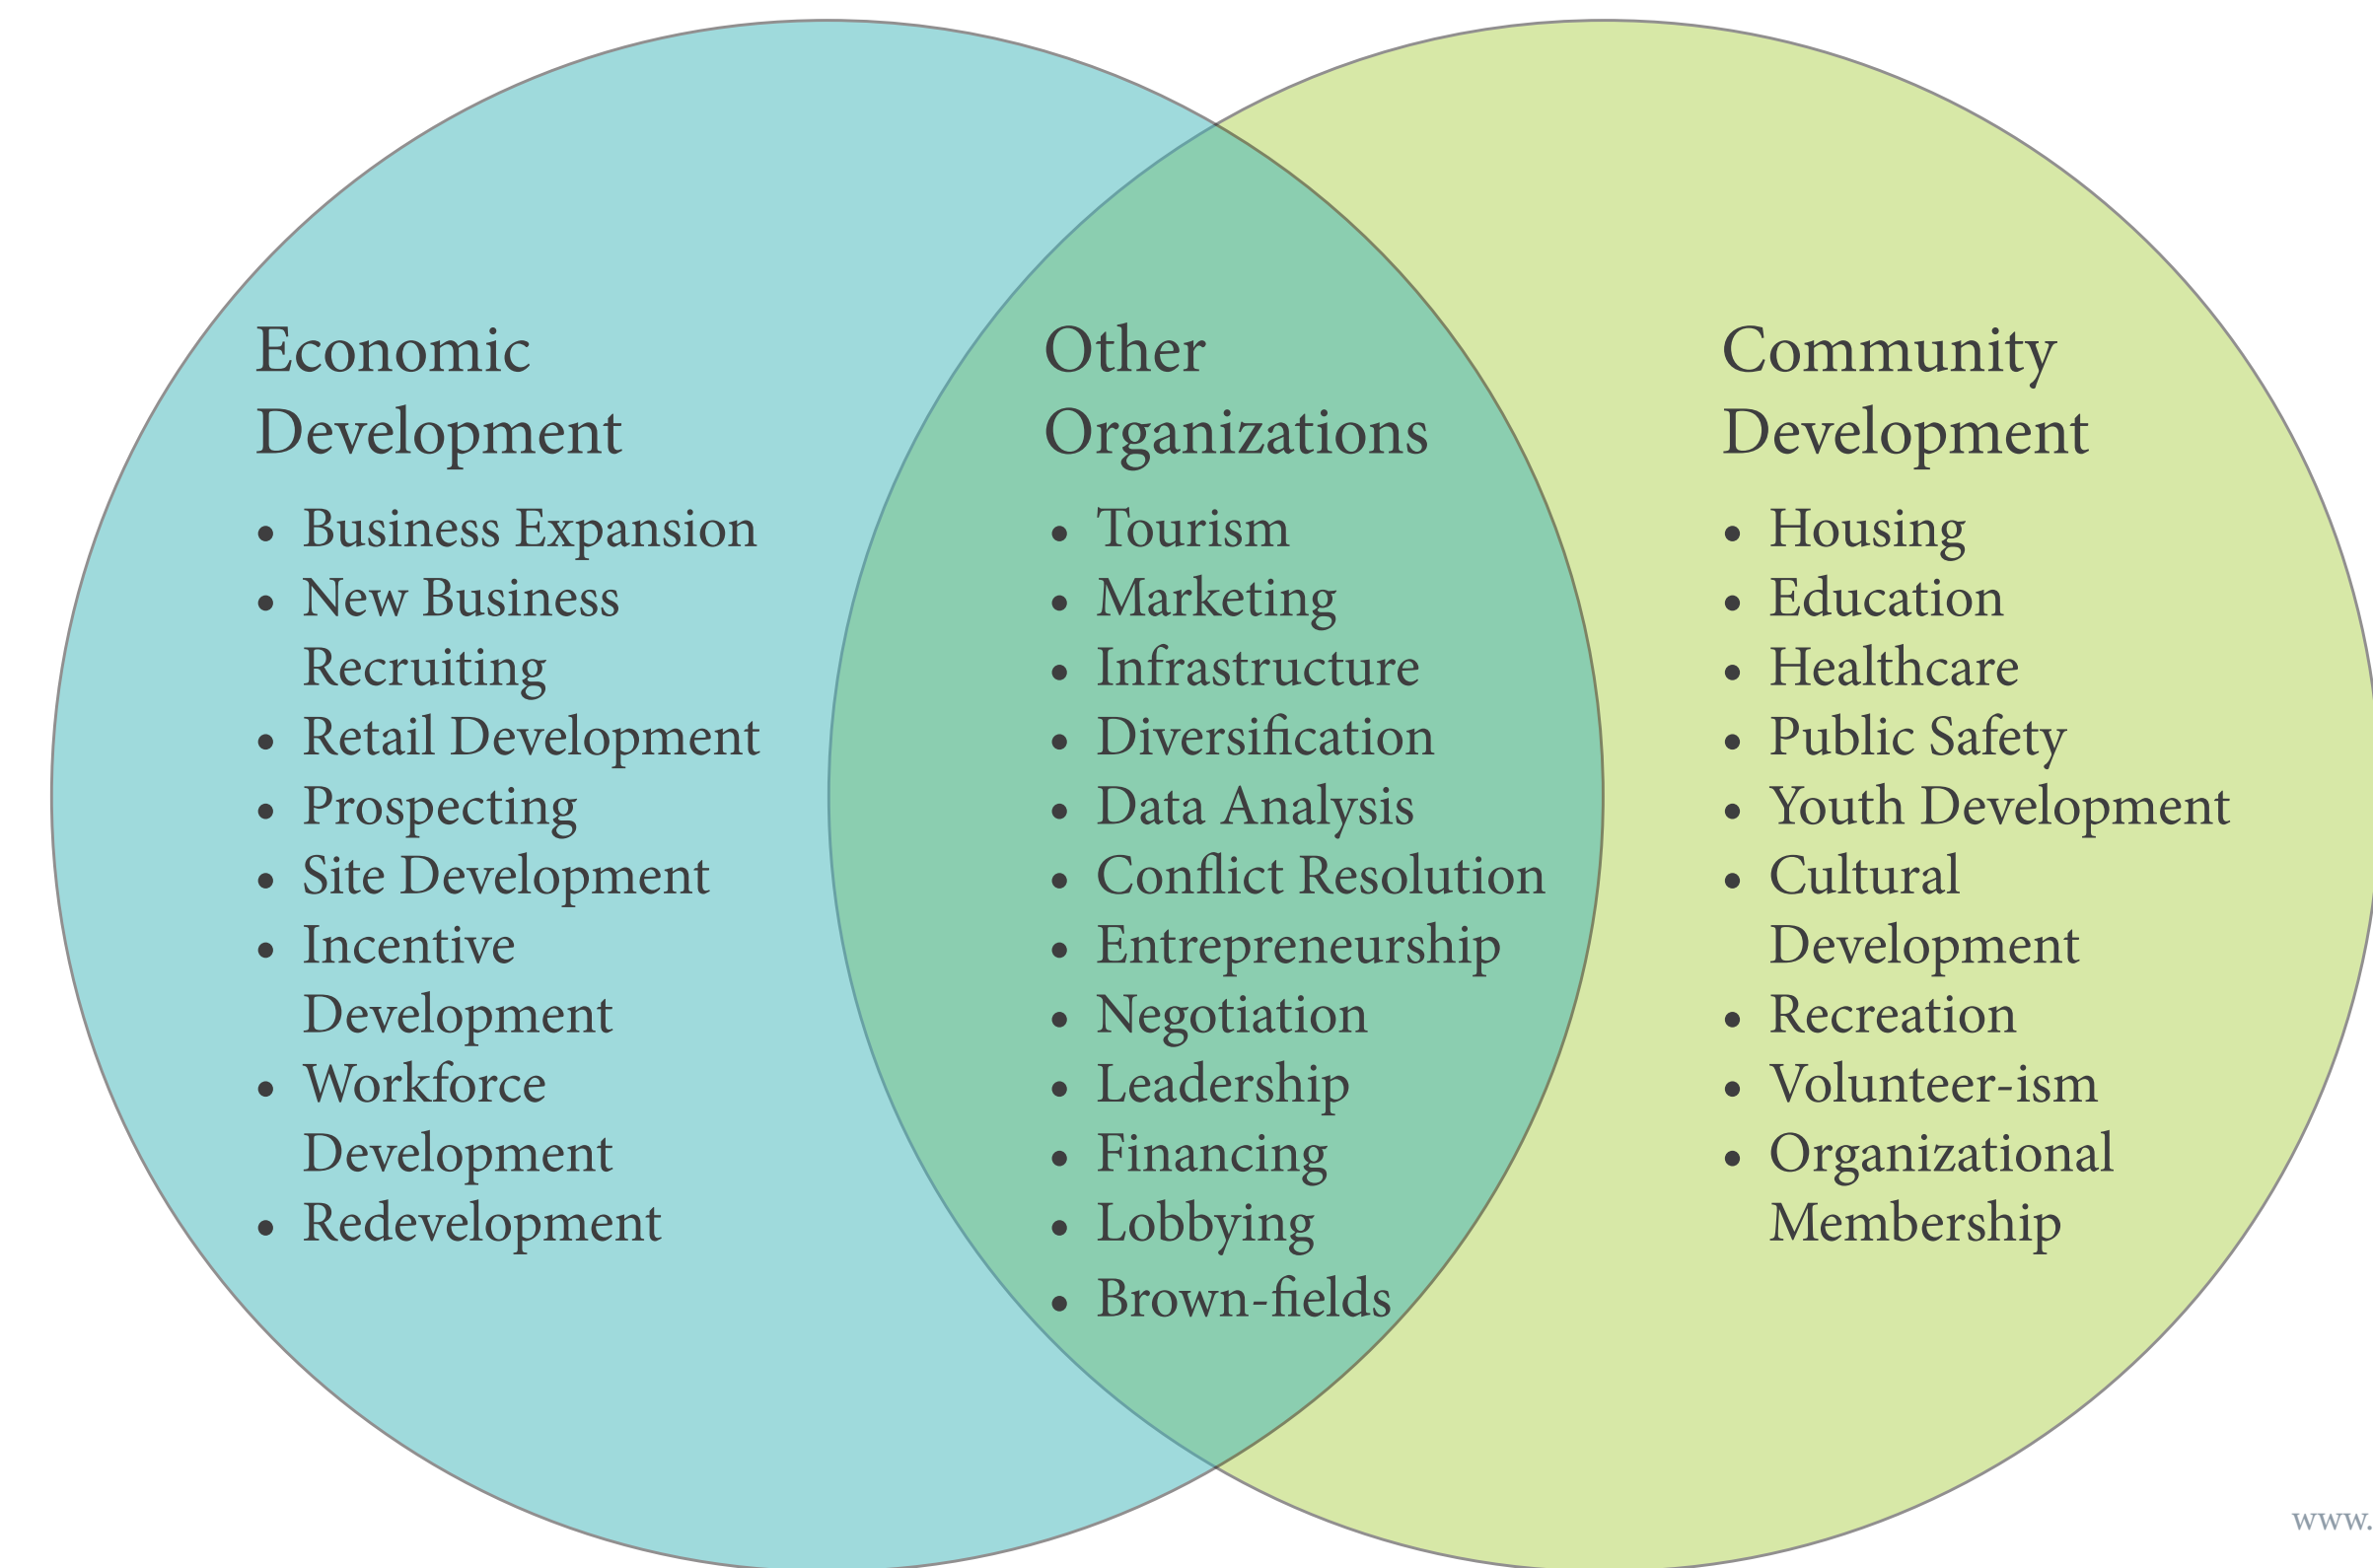 Economic
Development
• Business Expansion
• New Business
Recruiting
• Retail Development
• Prospecting
• Site Development
• Incentive
Development
• Workforce
Development
• Redevelopment
Other
Organizations
• Tourism
• Marketing
• Infrastructure
• Diversification
• Data Analysis
• Conflict Resolution
• Entrepreneurship
• Negotiation
• Leadership
• Financing
• Lobbying
• Brown-fields
Community
Development
• Housing
• Education
• Healthcare
• Public Safety
• Youth Development
• Cultural
Development
• Recreation
• Volunteer-ism
• Organizational
Membership
www.